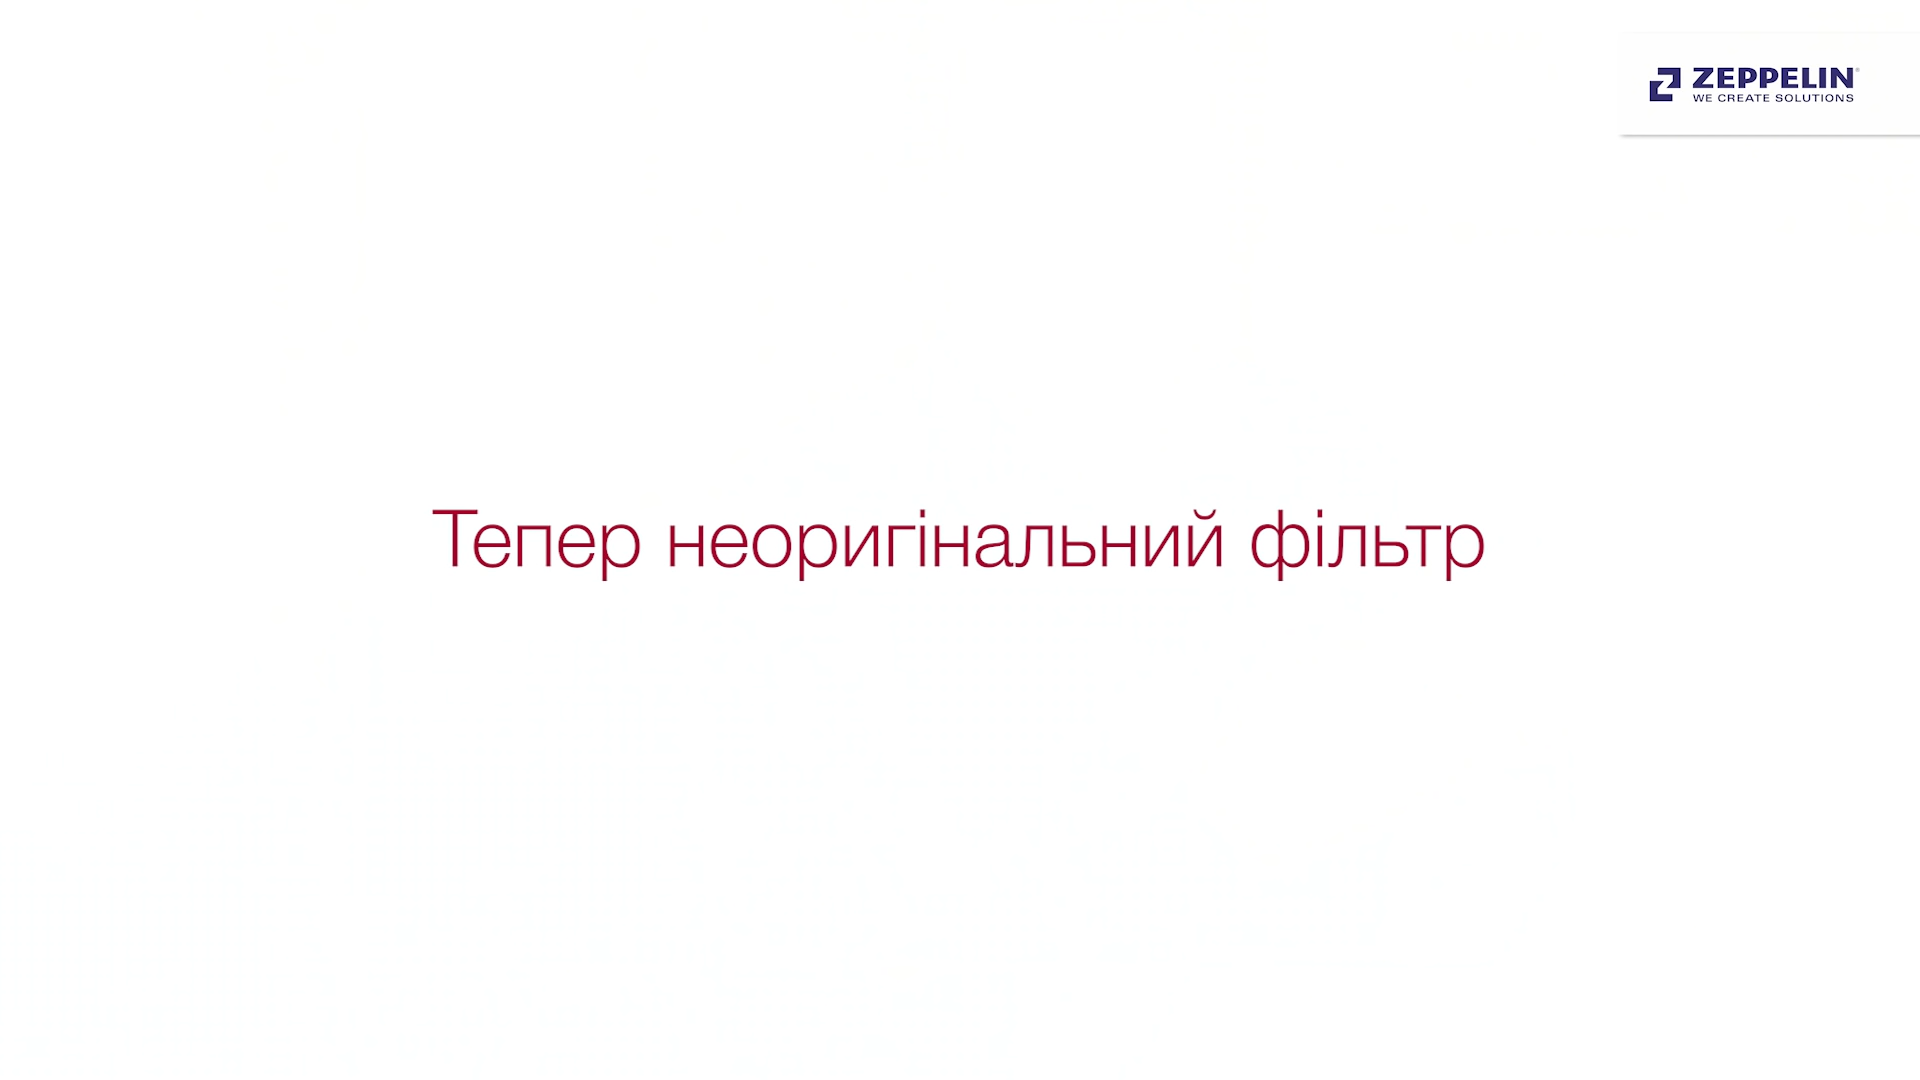 ZEPPELIN
WE CREATE SOLUTIONS
Тепер неоригінальний фільтр